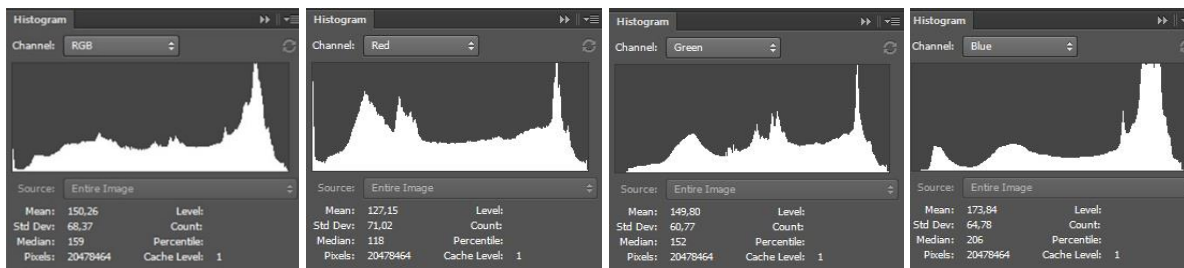 Histogram
Channel: RGB
Source: Entire Image
Mean: 150,26 Level:
Std Dev: 68,37 Count:
Median: 159 Percentile:
Pixels: 20478464 Cache Level: 1
Histogram
Channel: Red
Source: Entire Image
Mean: 127,15 Level:
Std Dev: 71,02 Count:
Median: 118 Percentile:
Pixels: 20478464 Cache Level: 1
Histogram
Channel: Green
Source: Entire Image
Mean: 149,80 Level:
Std Dev: 60,77 Count:
Median: 152 Percentile:
Pixels: 20478464 Cache Level: 1
Histogram
Channel: Blue
Source: Entire Image
Mean: 173,84 Level:
Std Dev: 64,78 Count:
Median: 206 Percentile:
Pixels: 20478464 Cache Level: 1